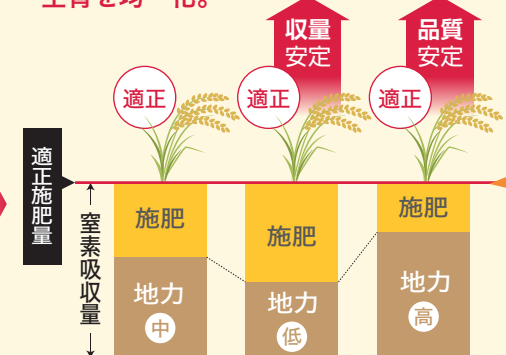 生育を均一化。
収量
安定
品質
安定
適正
適正
適正
適正施肥量
窒素吸収量
施肥
施肥
施肥
地力
中
地力
低
地力
高